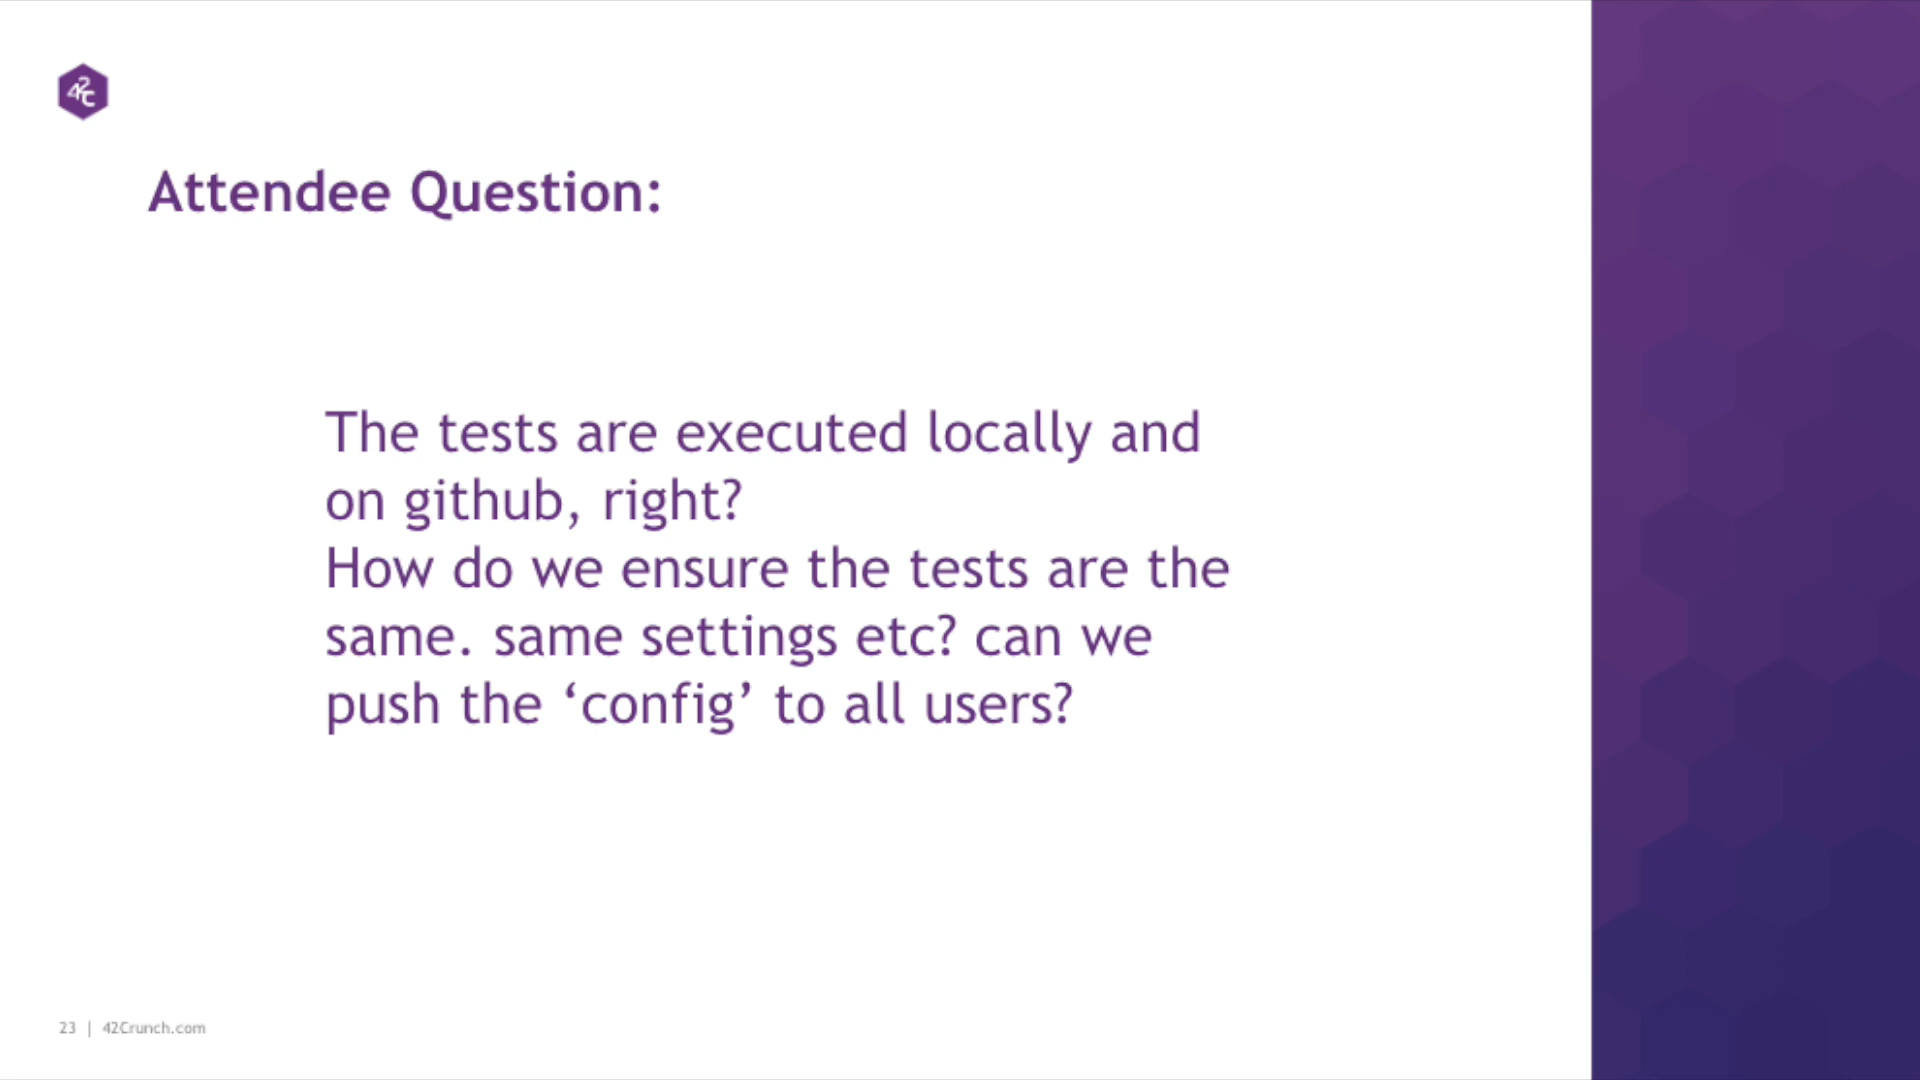 42C
Attendee Question:
The tests are executed locally and
on github, right?
How do we ensure the tests are the
same. same settings etc? can we
push the ‘config’ to all users?
23 | 42Crunch.com